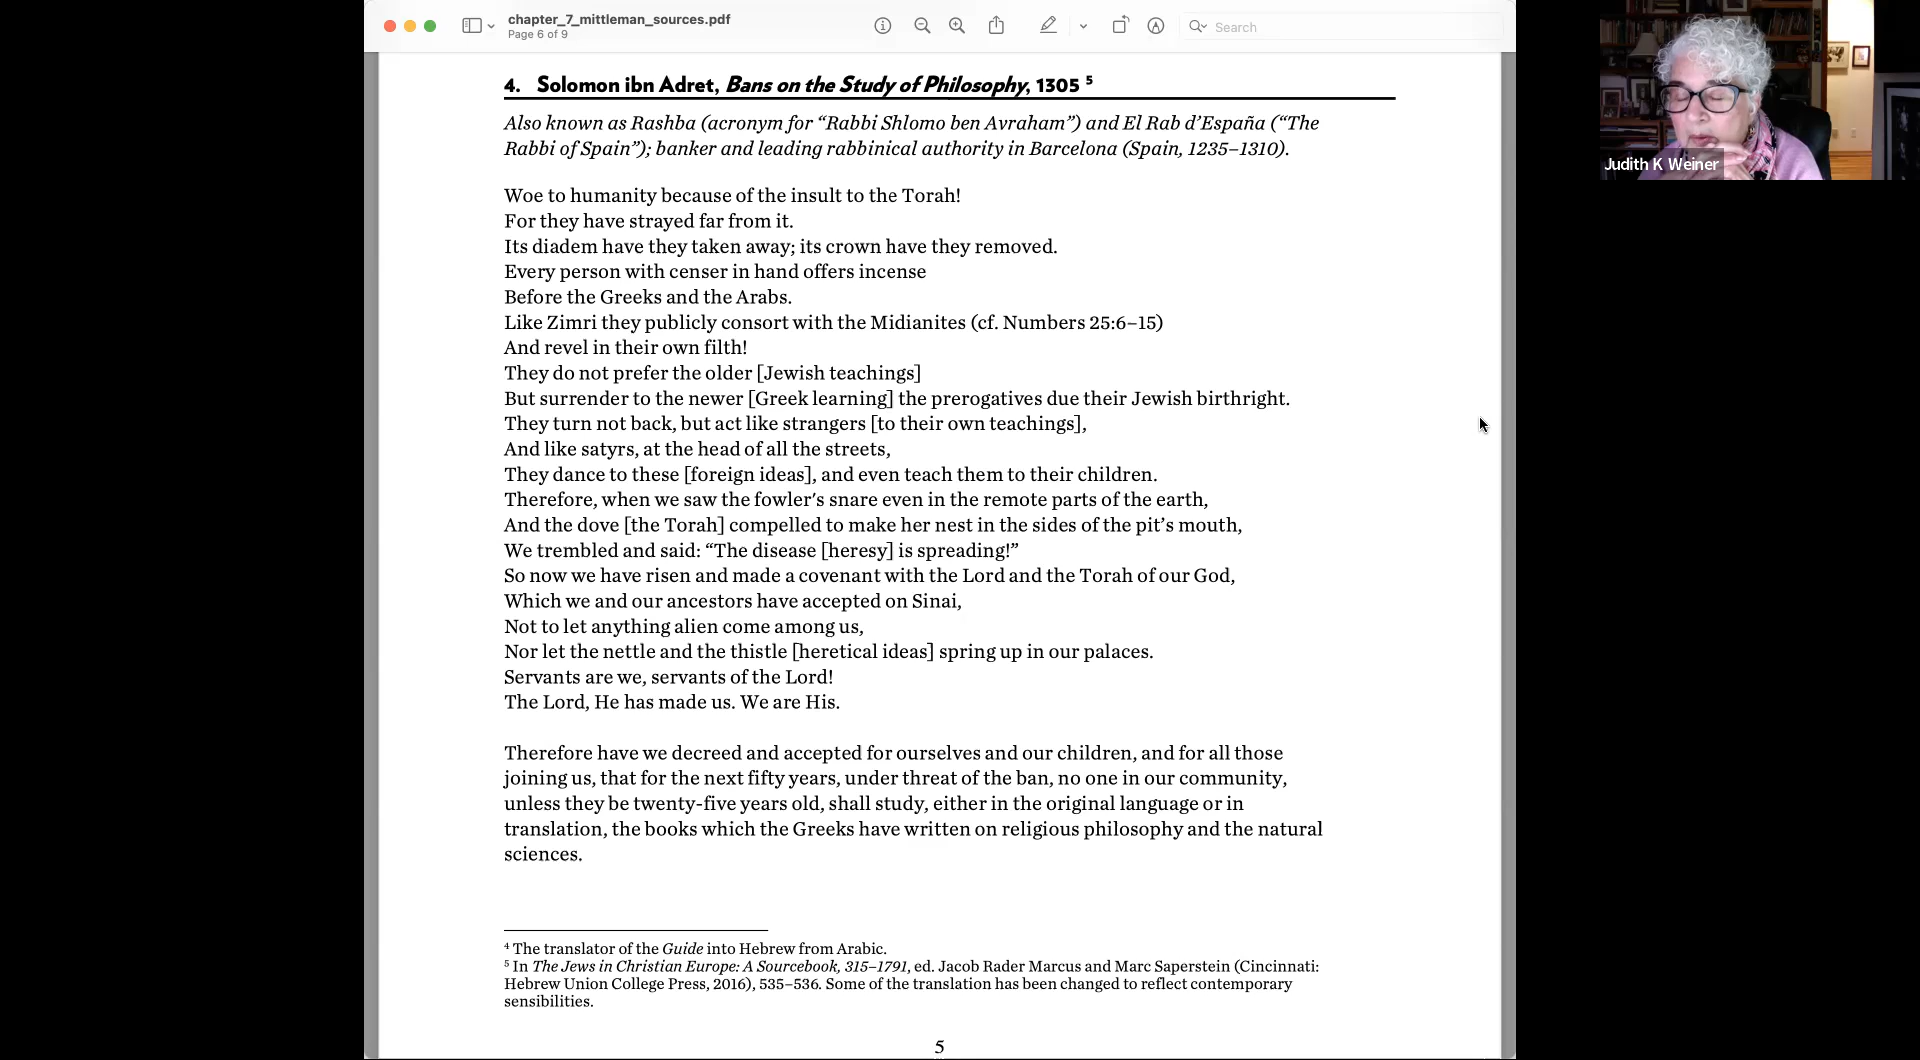 chapter_7_mittleman_sources.pdf
Page 6 of 9
Search
4. Solomon ibn Adret, Bans on the Study of Philosophy, 1305 ⁵
Also known as Rashba (acronym for “Rabbi Shlomo ben Avraham”) and El Rab d’España (“The
Rabbi of Spain”); banker and leading rabbinical authority in Barcelona (Spain, 1235–1310).
Woe to humanity because of the insult to the Torah!
For they have strayed far from it.
Its diadem have they taken away; its crown have they removed.
Every person with censer in hand offers incense
Before the Greeks and the Arabs.
Like Zimri they publicly consort with the Midianites (cf. Numbers 25:6–15)
And revel in their own filth!
They do not prefer the older [Jewish teachings]
But surrender to the newer [Greek learning] the prerogatives due their Jewish birthright.
They turn not back, but act like strangers [to their own teachings],
And like satyrs, at the head of all the streets,
They dance to these [foreign ideas], and even teach them to their children.
Therefore, when we saw the fowler's snare even in the remote parts of the earth,
And the dove [the Torah] compelled to make her nest in the sides of the pit’s mouth,
We trembled and said: “The disease [heresy] is spreading!”
So now we have risen and made a covenant with the Lord and the Torah of our God,
Which we and our ancestors have accepted on Sinai,
Not to let anything alien come among us,
Nor let the nettle and the thistle [heretical ideas] spring up in our palaces.
Servants are we, servants of the Lord!
The Lord, He has made us. We are His.
Therefore have we decreed and accepted for ourselves and our children, and for all those
joining us, that for the next fifty years, under threat of the ban, no one in our community,
unless they be twenty-five years old, shall study, either in the original language or in
translation, the books which the Greeks have written on religious philosophy and the natural
sciences.
⁴ The translator of the Guide into Hebrew from Arabic.
⁵ In The Jews in Christian Europe: A Sourcebook, 315–1791, ed. Jacob Rader Marcus and Marc Saperstein (Cincinnati:
Hebrew Union College Press, 2016), 535–536. Some of the translation has been changed to reflect contemporary
sensibilities.
5
Judith K Weiner